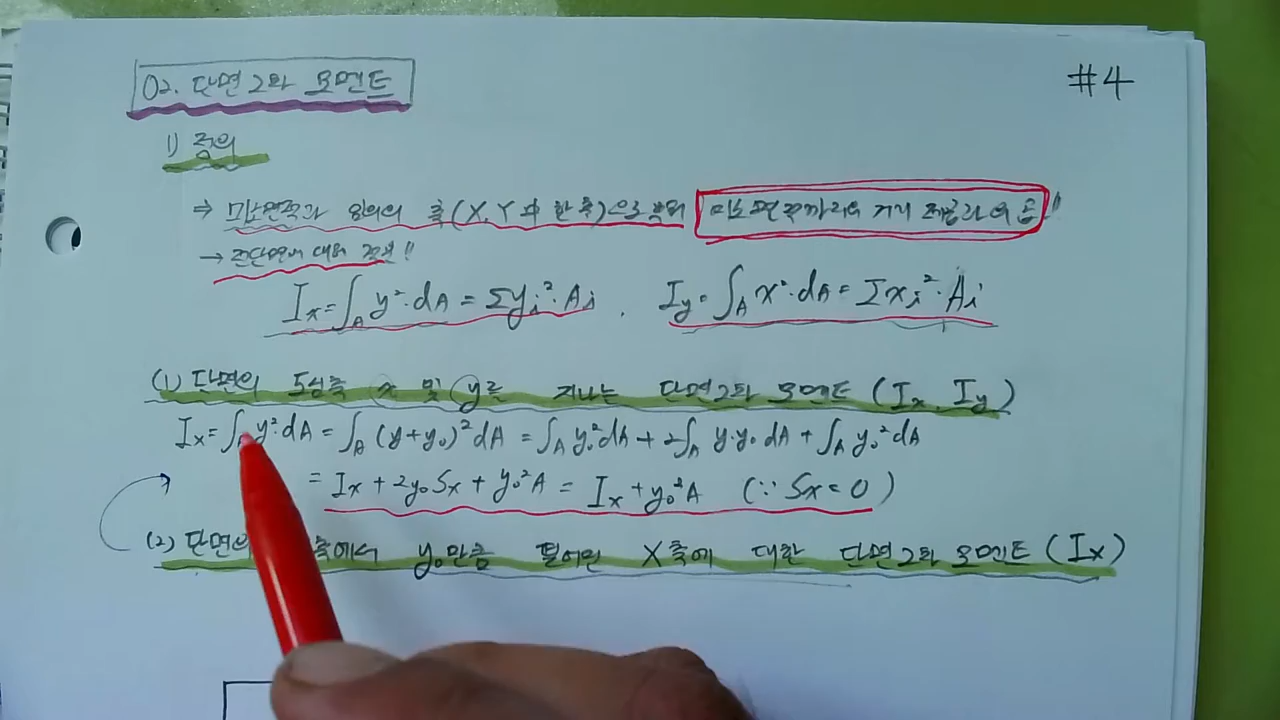 02. 단면2차 모멘트
#4
1) 정의
⇒ 미소면적과 임의의 축(X, Y 中 한 축)으로부터 미소 면적까지의 거리 제곱과의 곱!!
→ 전단면에 대해 적분!!
Ix = ∫A y²·dA = Σyi²·Ai , Iy = ∫A x²·dA = Σxi²·Ai
(1) 단면의 도심축 x 및 y를 지나는 단면2차 모멘트 (Ix, Iy)
Ix = ∫A y²·dA = ∫A (y+y₀)²dA = ∫A y₀²dA + 2∫A y·y₀ dA + ∫A y₀²dA
= Ix + 2y₀Sx + y₀²A = Ix + y₀²A (∵ Sx = 0)
(2) 단면의 축에서 y₀만큼 떨어진 X축에 대한 단면2차 모멘트 (Ix)